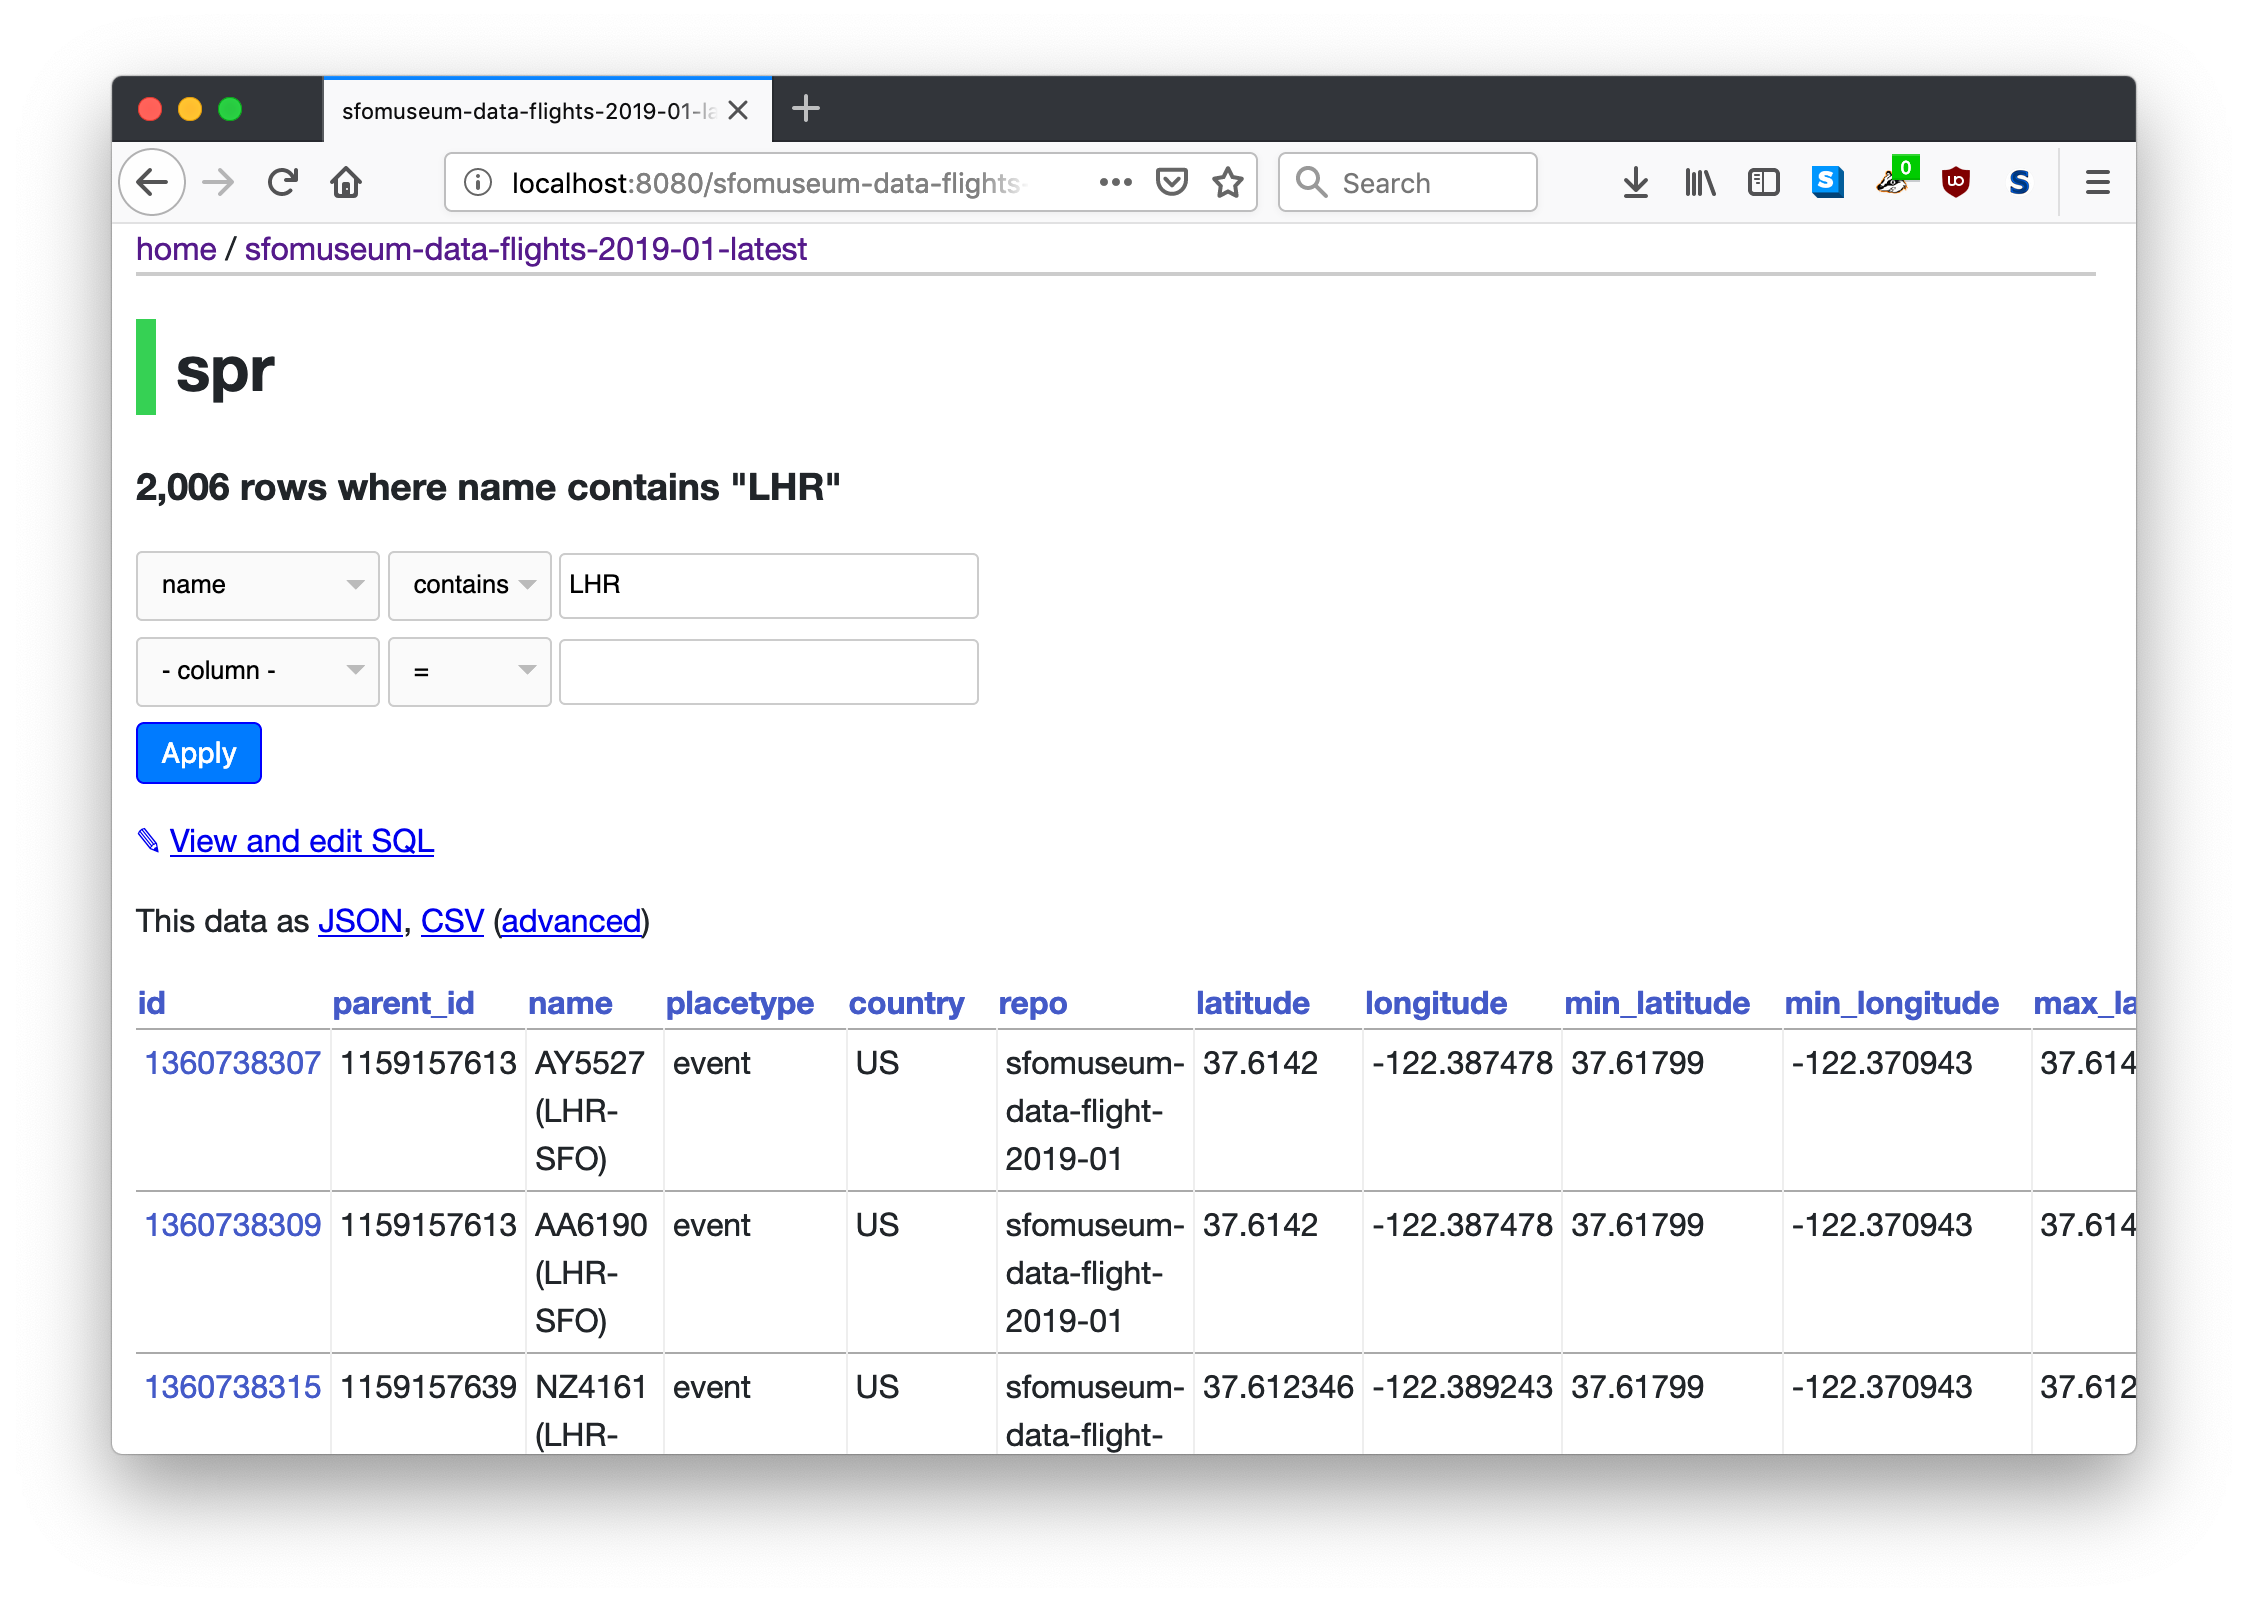 sfomuseum-data-flights-2019-01-la
localhost:8080/sfomuseum-data-flights-
Search
S
0
uo
S
home / sfomuseum-data-flights-2019-01-latest
spr
2,006 rows where name contains "LHR"
name contains LHR
- column - =
Apply
✎ View and edit SQL
This data as JSON, CSV (advanced)
id parent_id name placetype country repo latitude longitude min_latitude min_longitude max_la
1360738307 1159157613 AY5527 event US sfomuseum- 37.6142 -122.387478 37.61799 -122.370943 37.614
(LHR- data-flight-
SFO) 2019-01
1360738309 1159157613 AA6190 event US sfomuseum- 37.6142 -122.387478 37.61799 -122.370943 37.614
(LHR- data-flight-
SFO) 2019-01
1360738315 1159157639 NZ4161 event US sfomuseum- 37.612346 -122.389243 37.61799 -122.370943 37.612
(LHR- data-flight-